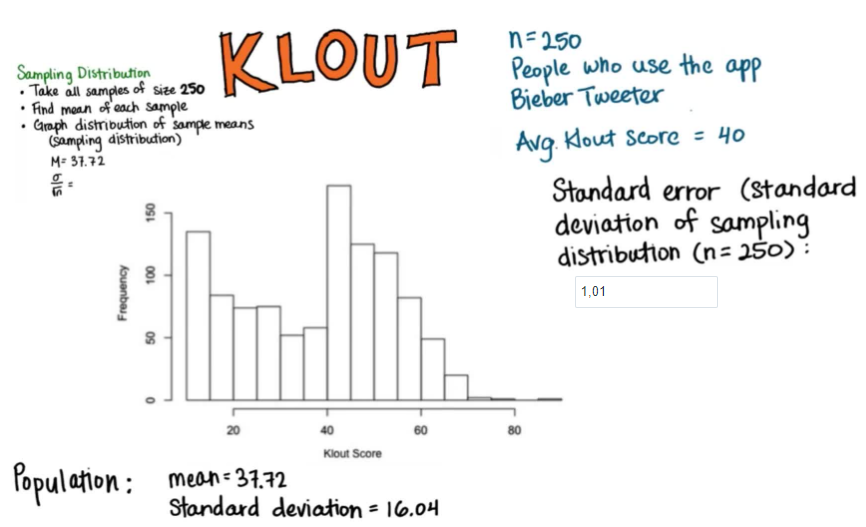 KLOUT
Sampling Distribution
• Take all samples of size 250
• Find mean of each sample
• Graph distribution of sample means
(sampling distribution)
M = 37.72
σ/√n =
n = 250
People who use the app
Bieber Tweeter
Avg. Klout score = 40
Standard error (standard
deviation of sampling
distribution (n = 250) :
1,01
Frequency
150
100
50
0
20 40 60 80
Klout Score
Population: mean = 37.72
Standard deviation = 16.04